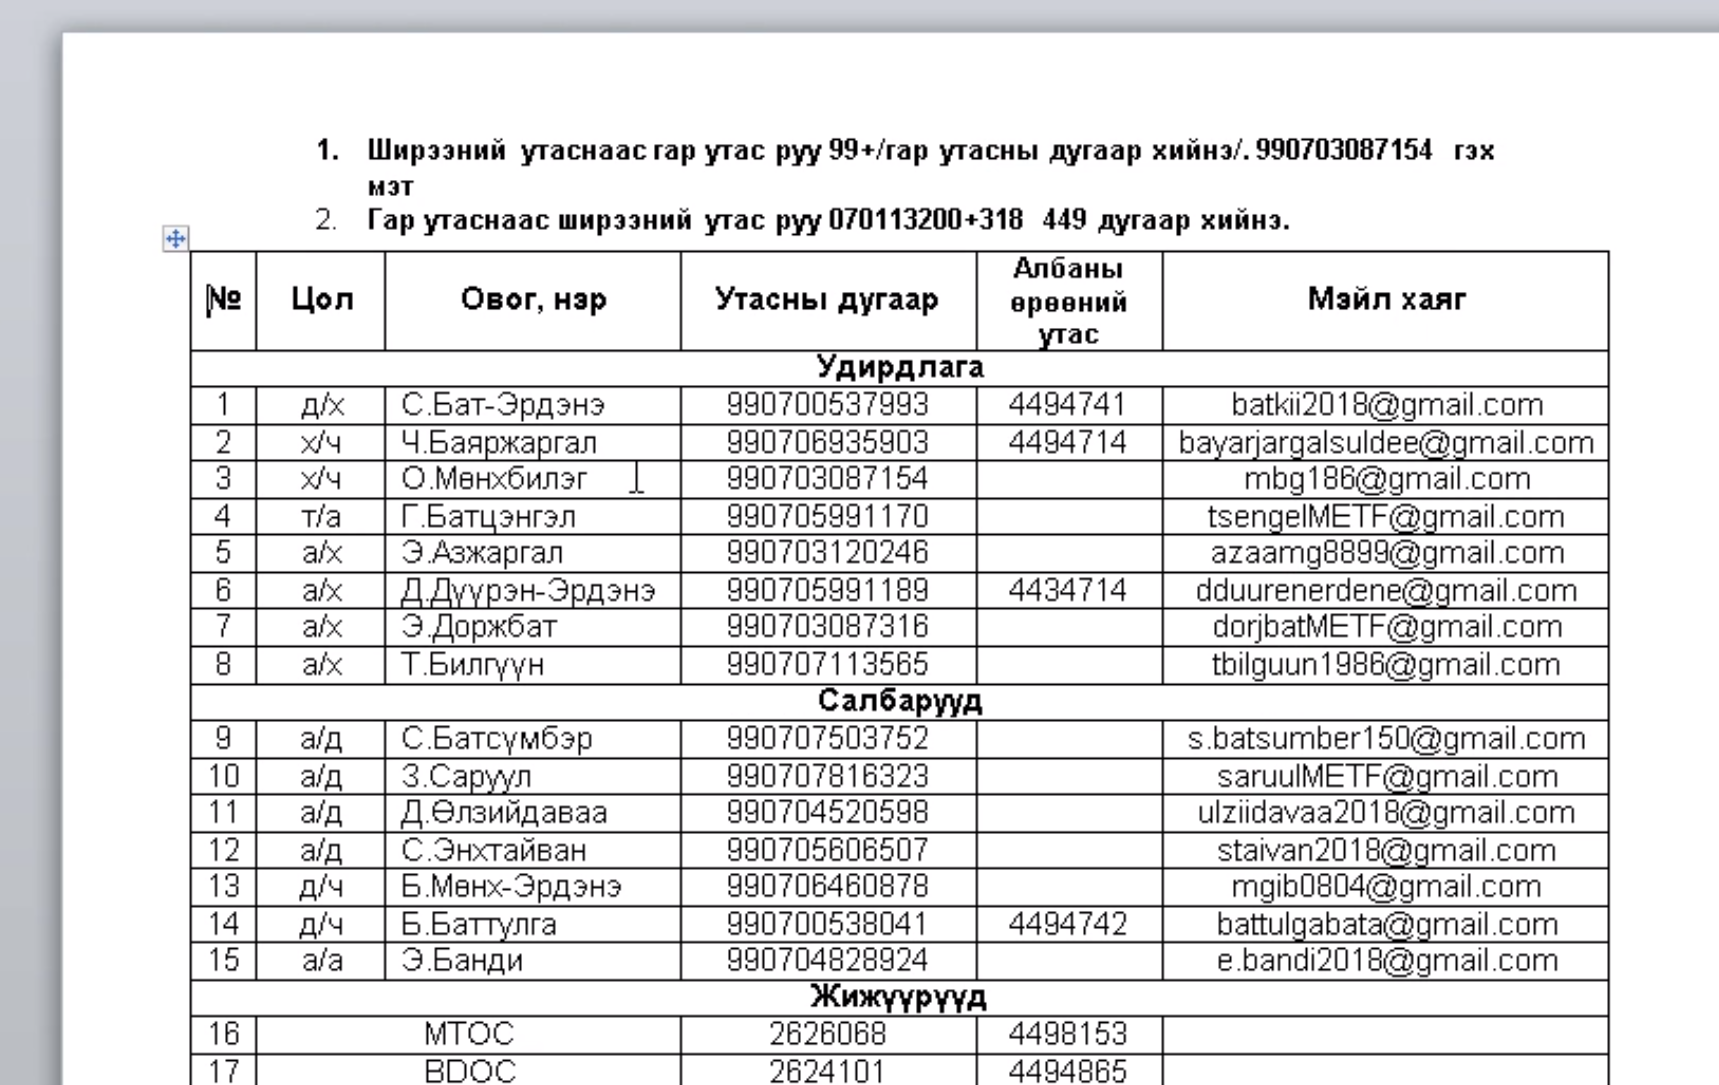 1. Ширээний утаснаас гар утас руу 99+/гар утасны дугаар хийнэ/. 990703087154 гэх
мэт
2. Гар утаснаас ширээний утас руу 070113200+318 449 дугаар хийнэ.
№ Цол Овог, нэр Утасны дугаар Албаны өрөөний утас Мэйл хаяг
Удирдлага
1 д/х С.Бат-Эрдэнэ 990700537993 4494741 batkii2018@gmail.com
2 х/ч Ч.Баяржаргал 990706935903 4494714 bayarjargalsuldee@gmail.com
3 х/ч О.Мөнхбилэг 990703087154 mbg186@gmail.com
4 т/а Г.Батцэнгэл 990705991170 tsengelMETF@gmail.com
5 а/х Э.Азжаргал 990703120246 azaamg8899@gmail.com
6 а/х Д.Дүүрэн-Эрдэнэ 990705991189 4434714 dduurenerdene@gmail.com
7 а/х Э.Доржбат 990703087316 dorjbatMETF@gmail.com
8 а/х Т.Билгүүн 990707113565 tbilguun1986@gmail.com
Салбарууд
9 а/д С.Батсүмбэр 990707503752 s.batsumber150@gmail.com
10 а/д З.Саруул 990707816323 saruulMETF@gmail.com
11 а/д Д.Өлзийдаваа 990704520598 ulziidavaa2018@gmail.com
12 а/д С.Энхтайван 990705606507 staivan2018@gmail.com
13 д/ч Б.Мөнх-Эрдэнэ 990706460878 mgib0804@gmail.com
14 д/ч Б.Баттулга 990700538041 4494742 battulgabata@gmail.com
15 а/а Э.Банди 990704828924 e.bandi2018@gmail.com
Жижүүрүүд
16 МТОС 2626068 4498153
17 BDOC 2624101 4494865